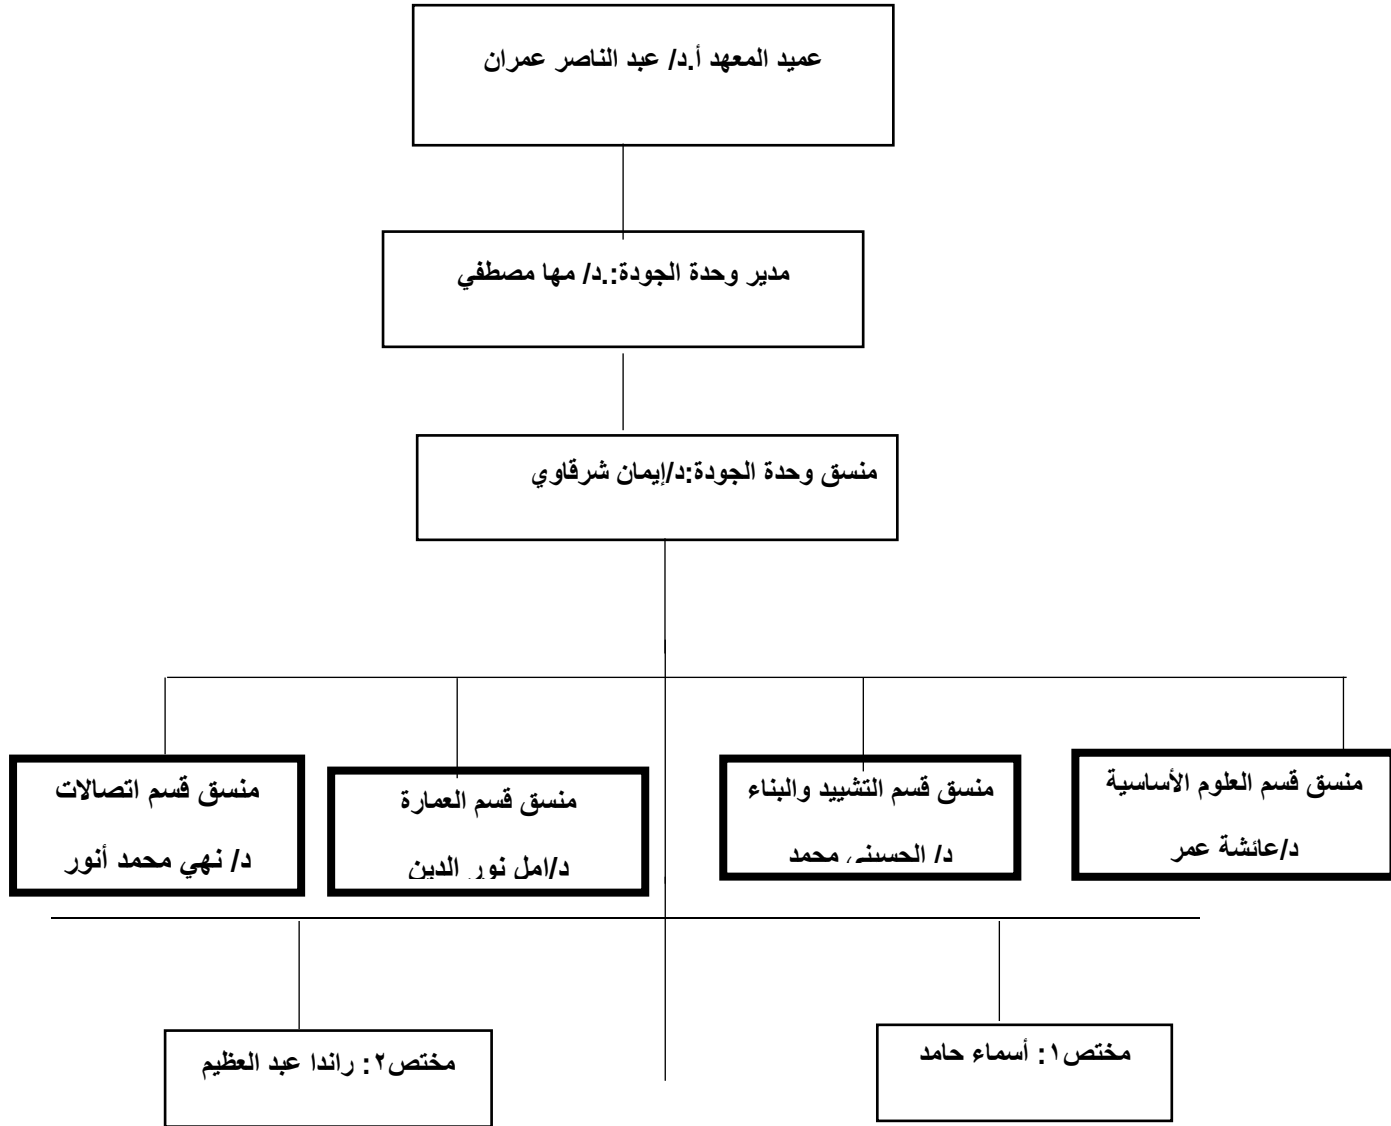 عميد المعهد أ.د/ عبد الناصر عمران
مدير وحدة الجودة:.د/ مها مصطفي
منسق وحدة الجودة:د/إيمان شرقاوي
منسق قسم العلوم الأساسية
د/عائشة عمر
منسق قسم التشييد والبناء
د/ الحسيني محمد
منسق قسم العمارة
د/امل نور الدين
منسق قسم اتصالات
د/ نهي محمد أنور
مختص١: أسماء حامد
مختص٢: راندا عبد العظيم